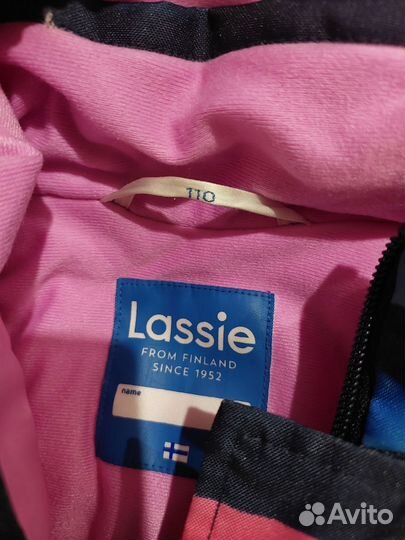 110
Lassie
FROM FINLAND
SINCE 1952
name
Avito